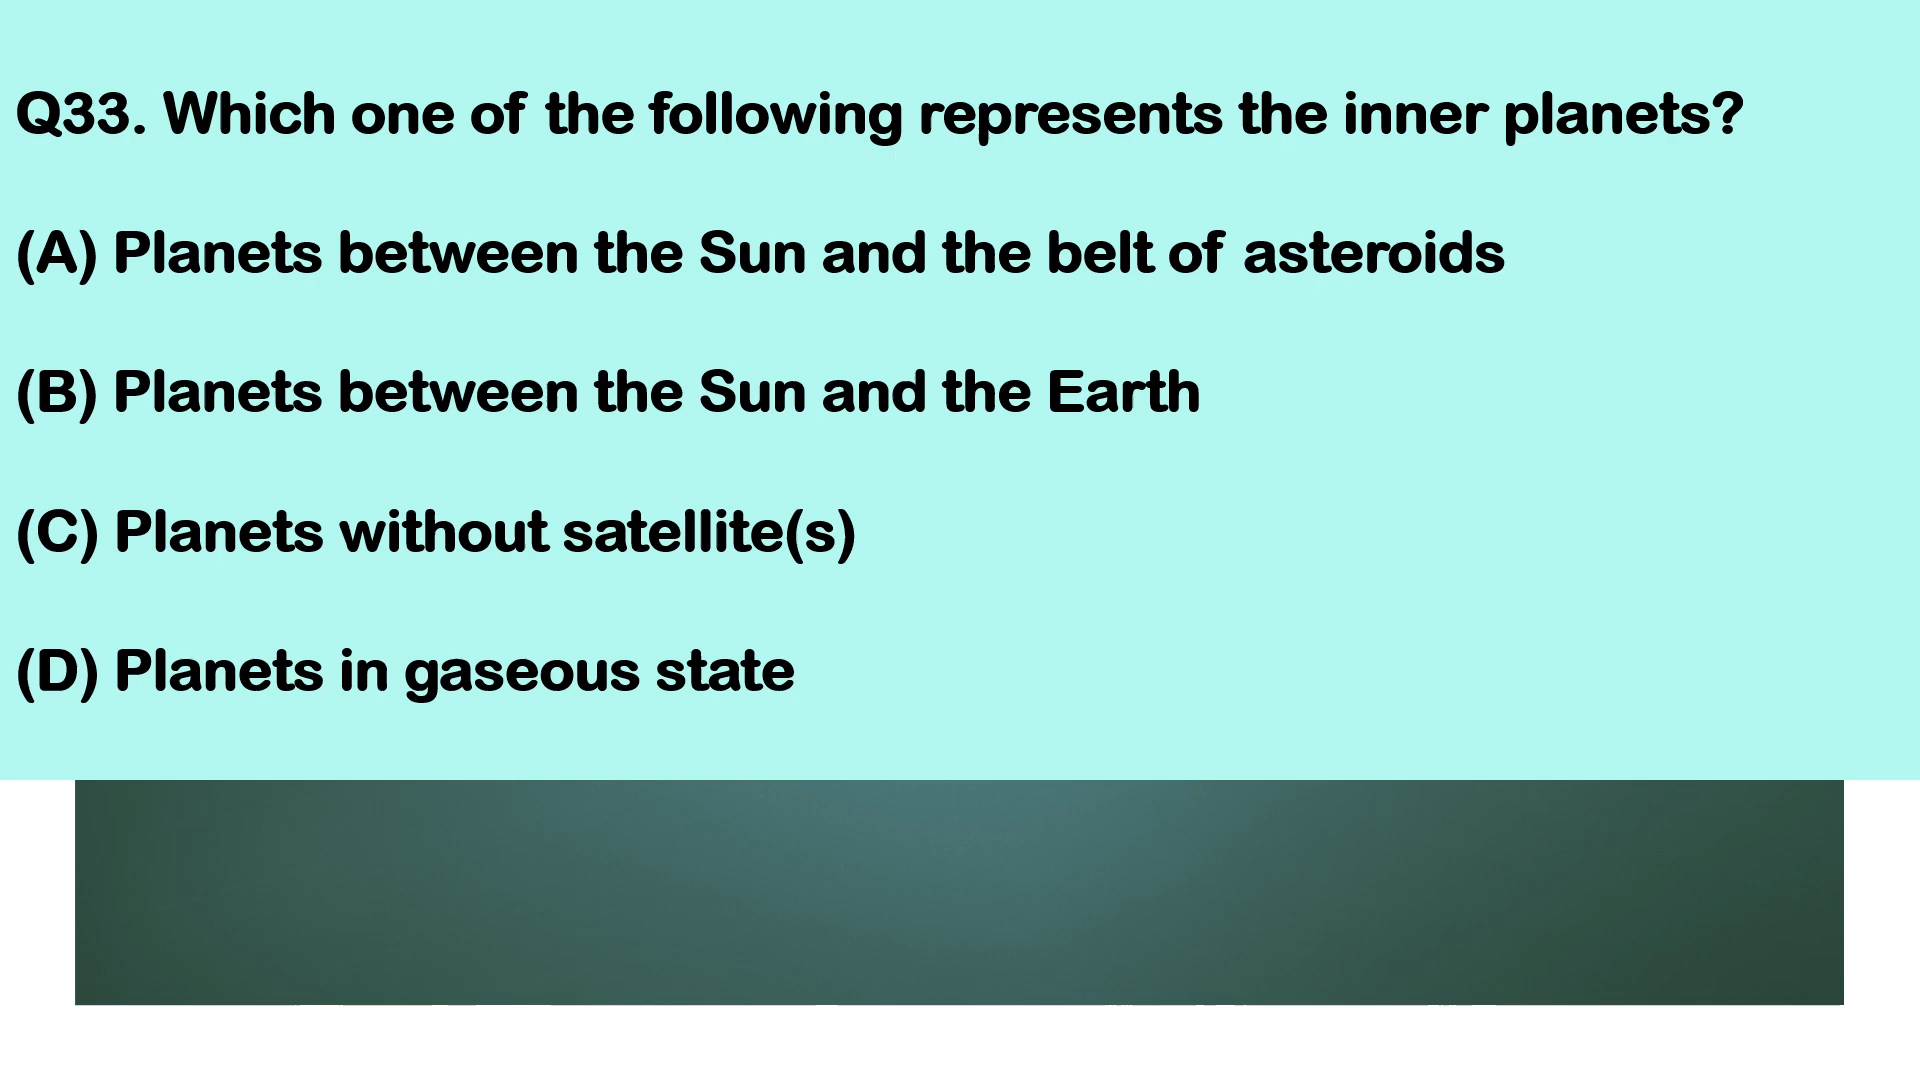 Q33. Which one of the following represents the inner planets?
(A) Planets between the Sun and the belt of asteroids
(B) Planets between the Sun and the Earth
(C) Planets without satellite(s)
(D) Planets in gaseous state